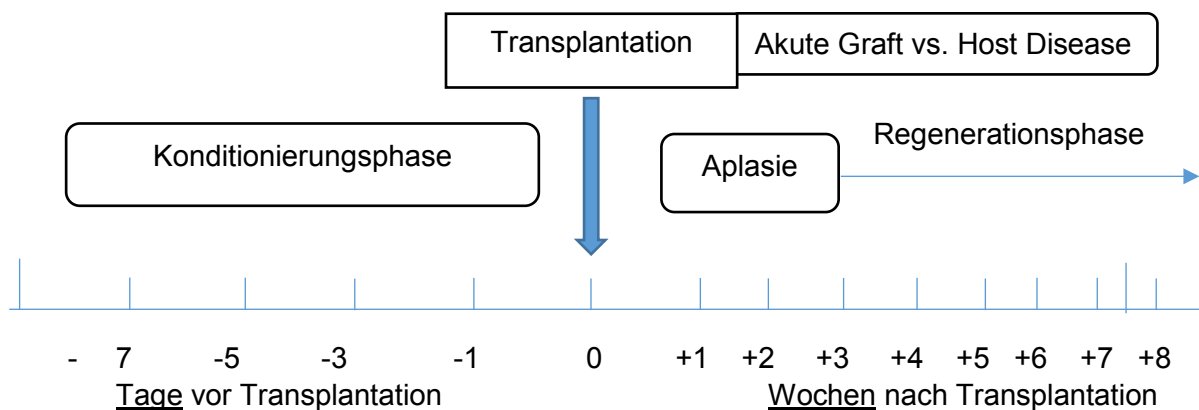 Transplantation
Akute Graft vs. Host Disease
Konditionierungsphase
Aplasie
Regenerationsphase
- 7 -5 -3 -1 0 +1 +2 +3 +4 +5 +6 +7 +8
Tage vor Transplantation
Wochen nach Transplantation